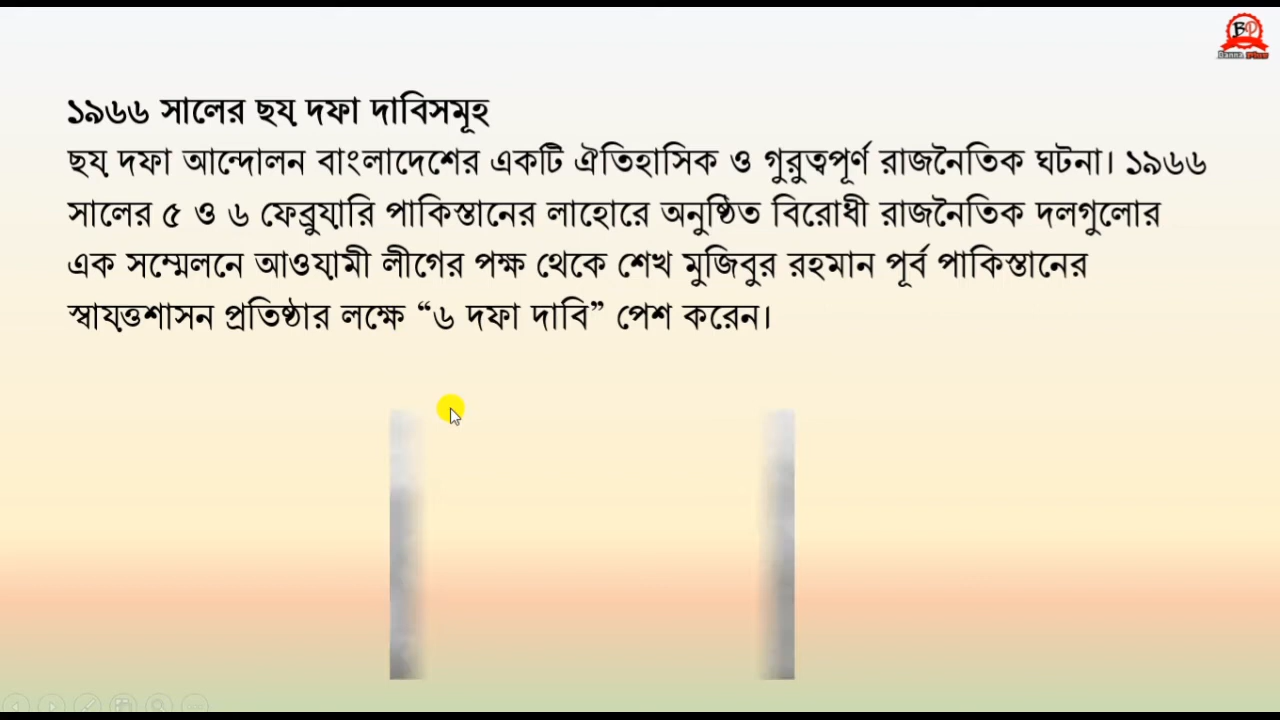 ১৯৬৬ সালের ছয় দফা দাবিসমূহ
ছয় দফা আন্দোলন বাংলাদেশের একটি ঐতিহাসিক ও গুরুত্বপূর্ণ রাজনৈতিক ঘটনা। ১৯৬৬
সালের ৫ ও ৬ ফেব্রুয়ারি পাকিস্তানের লাহোরে অনুষ্ঠিত বিরোধী রাজনৈতিক দলগুলোর
এক সম্মেলনে আওয়ামী লীগের পক্ষ থেকে শেখ মুজিবুর রহমান পূর্ব পাকিস্তানের
স্বায়ত্তশাসন প্রতিষ্ঠার লক্ষে “৬ দফা দাবি” পেশ করেন।